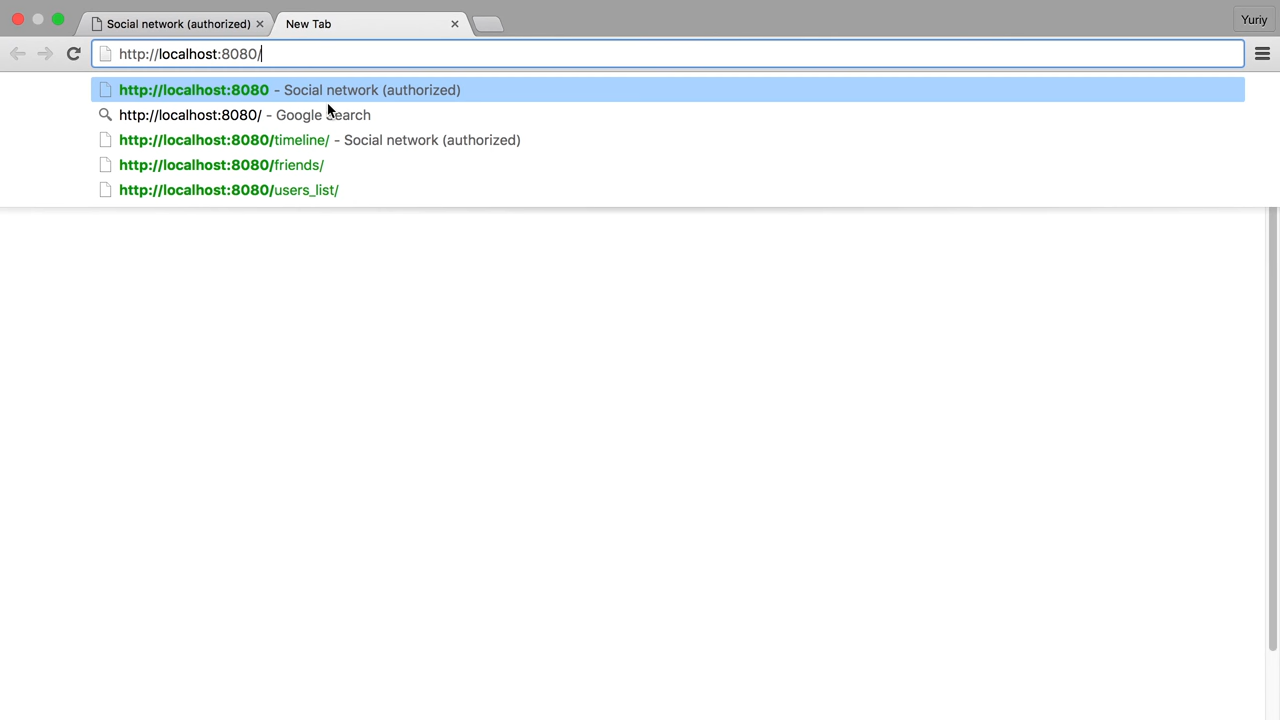 Social network (authorized)
New Tab
Yuriy
http://localhost:8080/
http://localhost:8080 - Social network (authorized)
http://localhost:8080/ - Google Search
http://localhost:8080/timeline/ - Social network (authorized)
http://localhost:8080/friends/
http://localhost:8080/users_list/